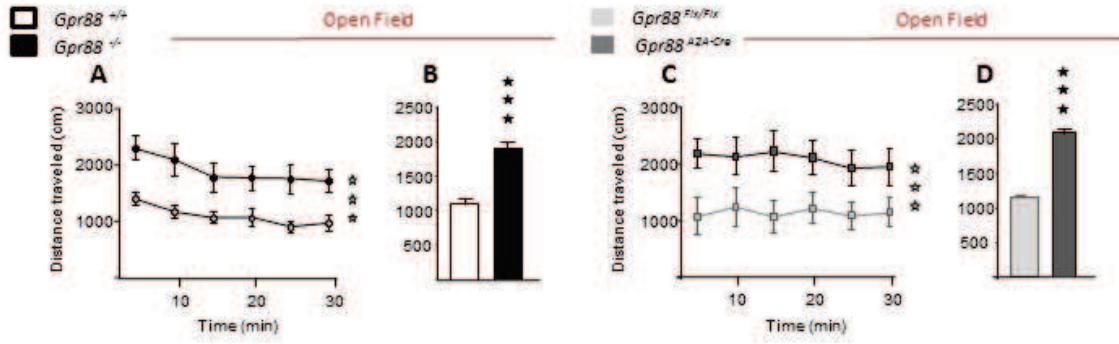 Gpr88 +/+
Gpr88 -/-
Open Field
Gpr88 Flx/Flx
Gpr88 A2A-Cre
Open Field
A
Distance traveled (cm)
3000
2000
1000
10 20 30
Time (min)
B
2500
2000
1500
1000
500
C
Distance traveled (cm)
3000
2000
1000
10 20 30
Time (min)
D
2500
2000
1500
1000
500